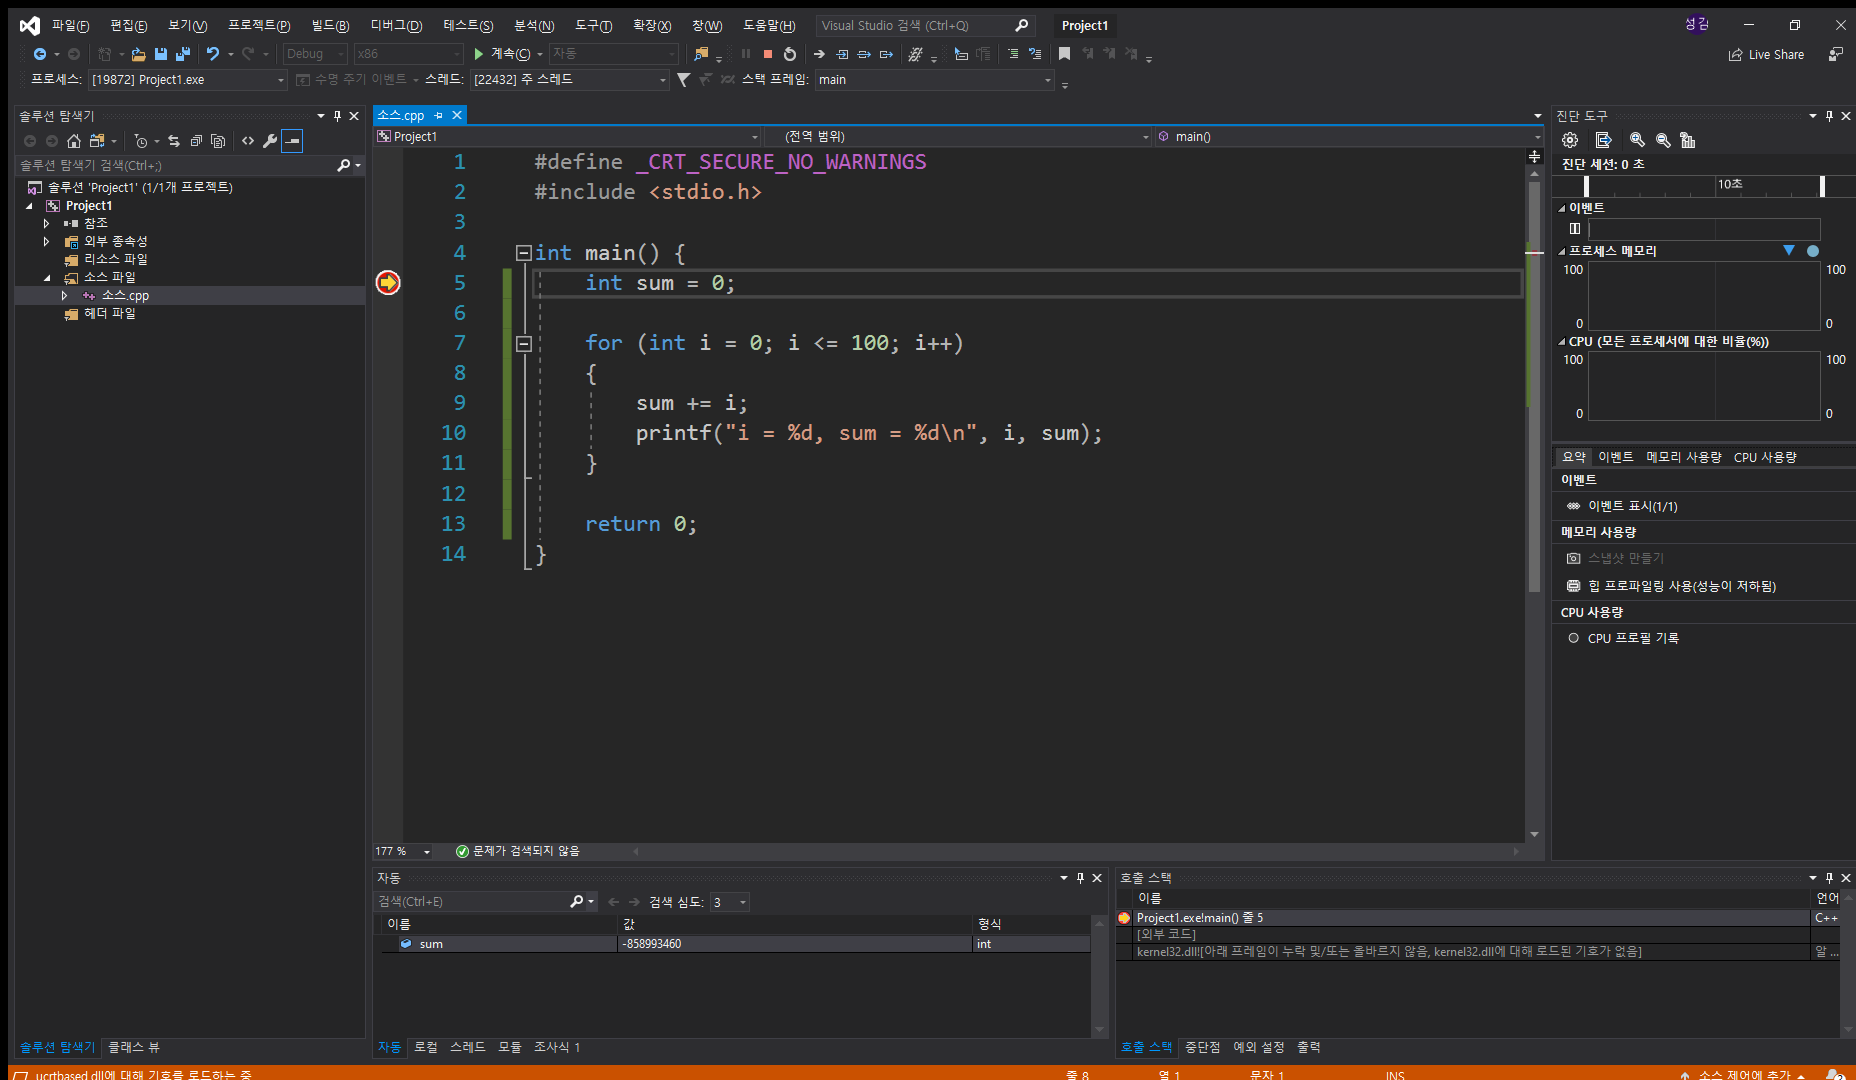 파일(F) 편집(E) 보기(V) 프로젝트(P) 빌드(B) 디버그(D) 테스트(S) 분석(N) 도구(T) 확장(X) 창(W) 도움말(H) Visual Studio 검색 (Ctrl+Q) Project1 성김
Debug x86 계속(C) 자동 Live Share
프로세스: [19872] Project1.exe 수명 주기 이벤트 스레드: [22432] 주 스레드 스택 프레임: main
솔루션 탐색기
솔루션 탐색기 검색(Ctrl+;)
솔루션 'Project1' (1/1개 프로젝트)
Project1
참조
외부 종속성
리소스 파일
소스 파일
소스.cpp
헤더 파일
솔루션 탐색기 클래스 뷰
소스.cpp
Project1 (전역 범위) main()
1 #define _CRT_SECURE_NO_WARNINGS
2 #include <stdio.h>
3
4 int main() {
5 int sum = 0;
6
7 for (int i = 0; i <= 100; i++)
8 {
9 sum += i;
10 printf("i = %d, sum = %d\n", i, sum);
11 }
12
13 return 0;
14 }
177 % 문제가 검색되지 않음
자동
검색(Ctrl+E) 검색 심도: 3
이름 값 형식
sum -858993460 int
자동 로컬 스레드 모듈 조사식 1
호출 스택
이름 언어
Project1.exe!main() 줄 5 C++
[외부 코드]
kernel32.dll![아래 프레임이 누락 및/또는 올바르지 않음, kernel32.dll에 대해 로드된 기호가 없음] 알 ...
호출 스택 중단점 예외 설정 출력
진단 도구
진단 세션: 0 초
10초
이벤트
프로세스 메모리
100 100
0 0
CPU (모든 프로세서에 대한 비율(%))
100 100
0 0
요약 이벤트 메모리 사용량 CPU 사용량
이벤트
이벤트 표시(1/1)
메모리 사용량
스냅샷 만들기
힙 프로파일링 사용(성능이 저하됨)
CPU 사용량
CPU 프로필 기록
ucrtbased.dll에 대해 기호를 로드하는 중 줄 8 열 1 문자 1 INS 소스 제어에 추가